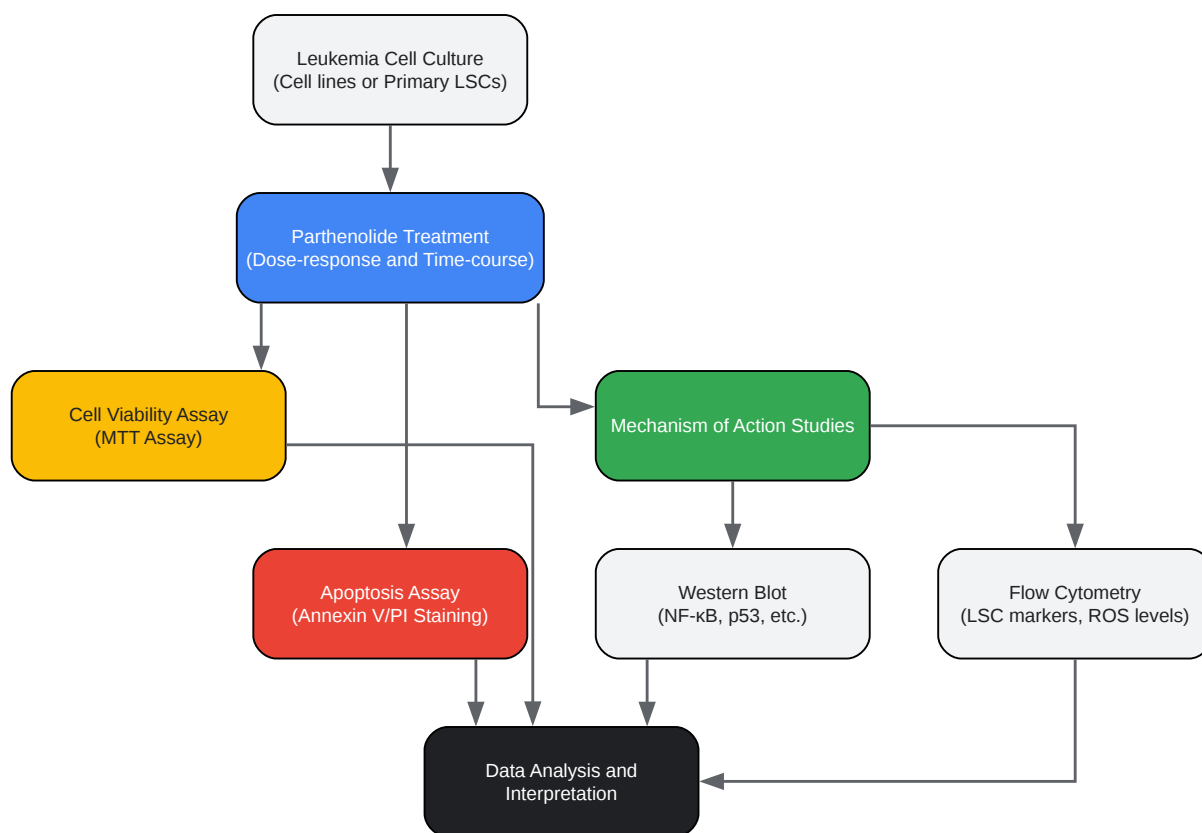 Leukemia Cell Culture
(Cell lines or Primary LSCs)
Parthenolide Treatment
(Dose-response and Time-course)
Cell Viability Assay
(MTT Assay)
Mechanism of Action Studies
Apoptosis Assay
(Annexin V/PI Staining)
Western Blot
(NF-κB, p53, etc.)
Flow Cytometry
(LSC markers, ROS levels)
Data Analysis and
Interpretation